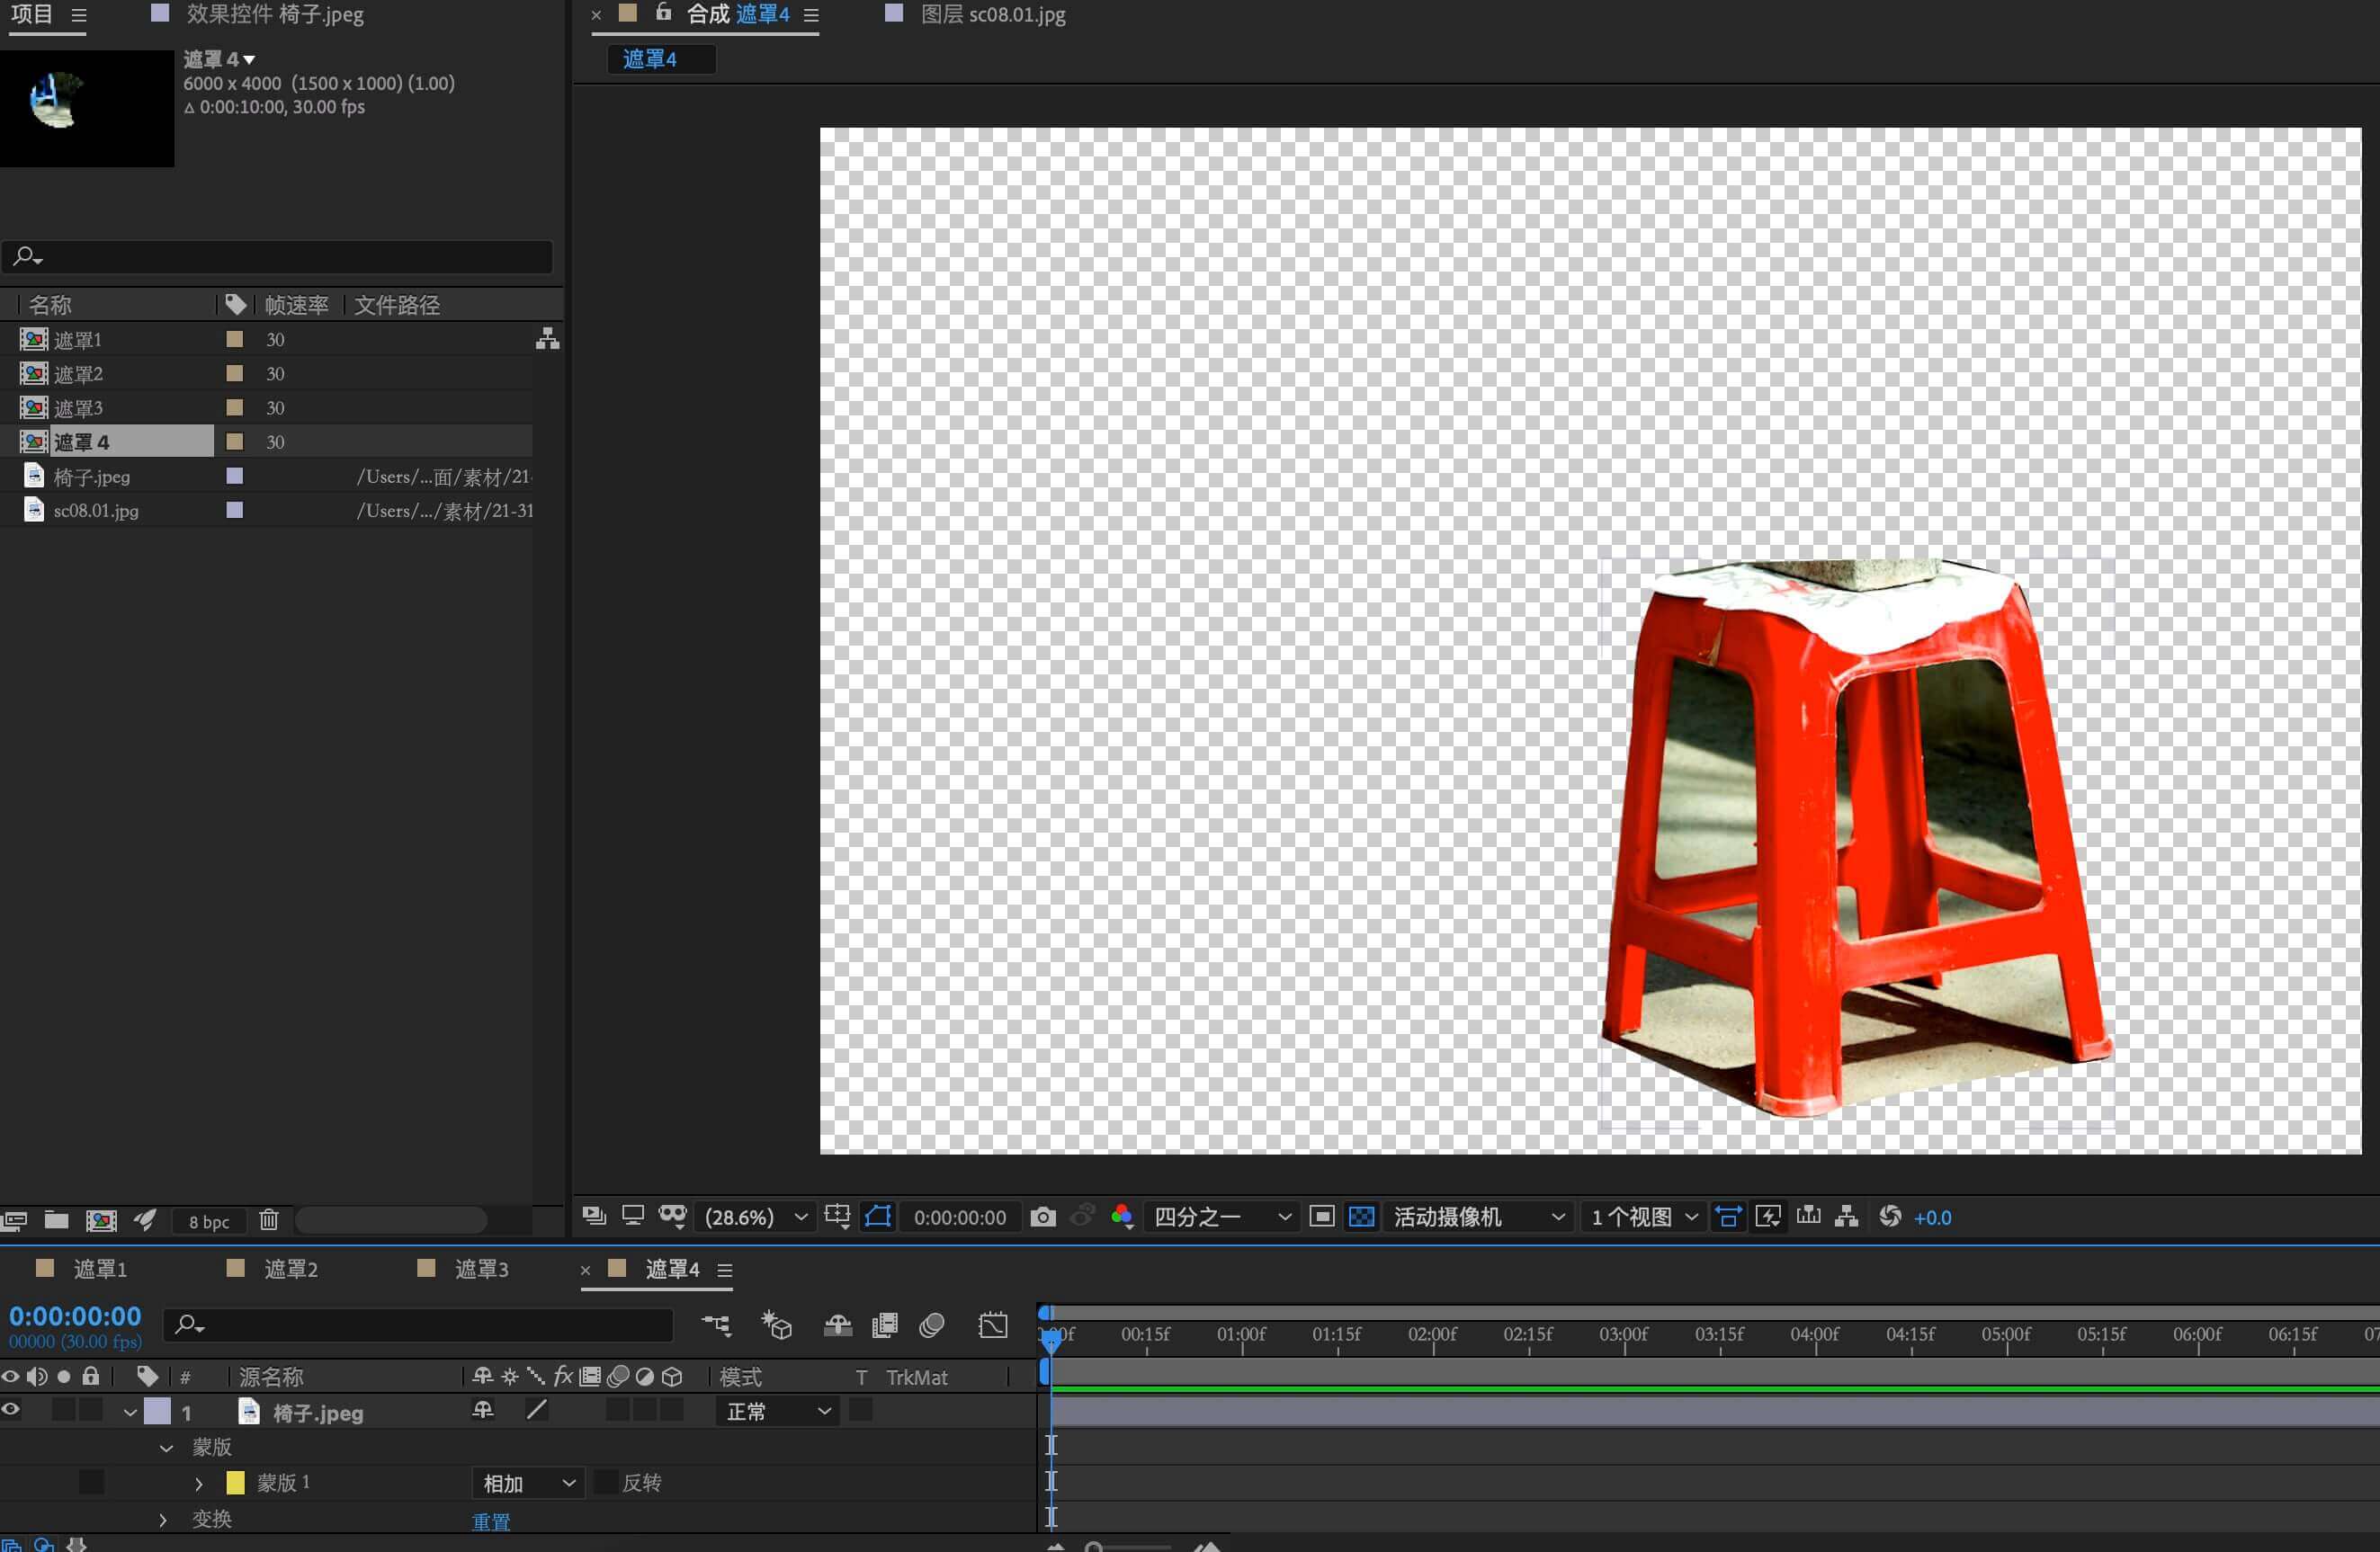 项目
效果控件 椅子.jpeg
合成 遮罩4
图层 sc08.01.jpg
遮罩4
遮罩 4
6000 x 4000 (1500 x 1000) (1.00)
Δ 0:00:10:00, 30.00 fps
名称 帧速率 文件路径
遮罩1 30
遮罩2 30
遮罩3 30
遮罩 4 30
椅子.jpeg /Users/...面/素材/21-
sc08.01.jpg /Users/.../素材/21-31
8 bpc
(28.6%) 0:00:00:00 四分之一 活动摄像机 1 个视图 +0.0
遮罩1 遮罩2 遮罩3 遮罩4
0:00:00:00
00000 (30.00 fps)
00:15f 01:00f 01:15f 02:00f 02:15f 03:00f 03:15f 04:00f 04:15f 05:00f 05:15f 06:00f 06:15f 07
# 源名称 fx 模式 T TrkMat
1 椅子.jpeg 正常
蒙版
蒙版 1 相加 反转
变换 重置